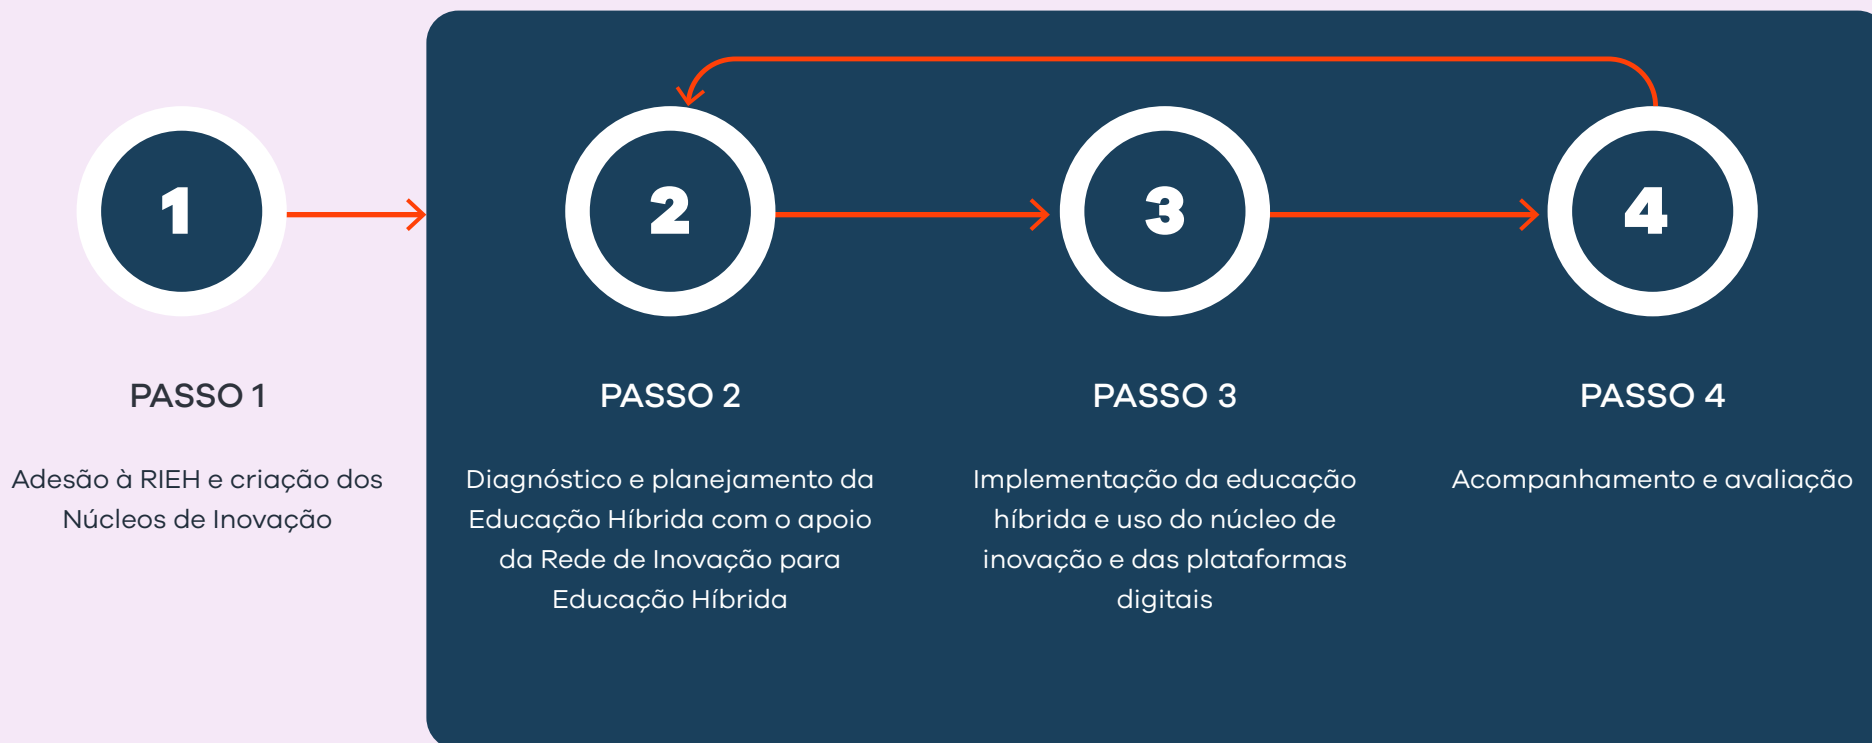 1
2
3
4
PASSO 1
Adesão à RIEH e criação dos
Núcleos de Inovação
PASSO 2
Diagnóstico e planejamento da
Educação Híbrida com o apoio
da Rede de Inovação para
Educação Híbrida
PASSO 3
Implementação da educação
híbrida e uso do núcleo de
inovação e das plataformas
digitais
PASSO 4
Acompanhamento e avaliação